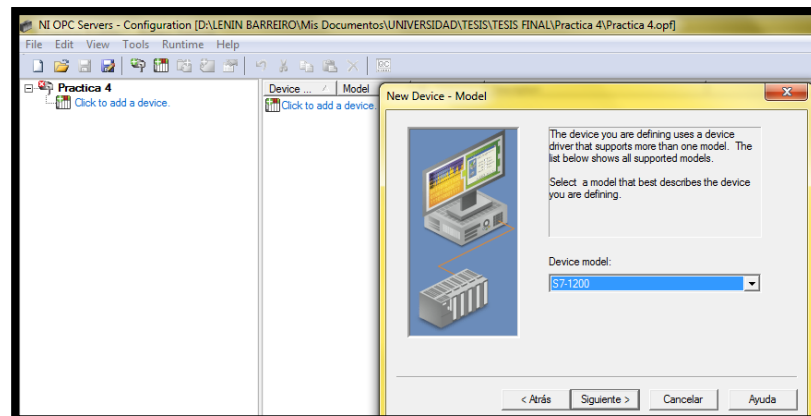 NI OPC Servers - Configuration [D:\LENIN BARREIRO\Mis Documentos\UNIVERSIDAD\TESIS\TESIS FINAL\Practica 4\Practica 4.opf]
File Edit View Tools Runtime Help
Practica 4
Click to add a device.
Device ... Model
Click to add a device.
New Device - Model
The device you are defining uses a device
driver that supports more than one model. The
list below shows all supported models.
Select a model that best describes the device
you are defining.
Device model:
S7-1200
< Atrás Siguiente > Cancelar Ayuda